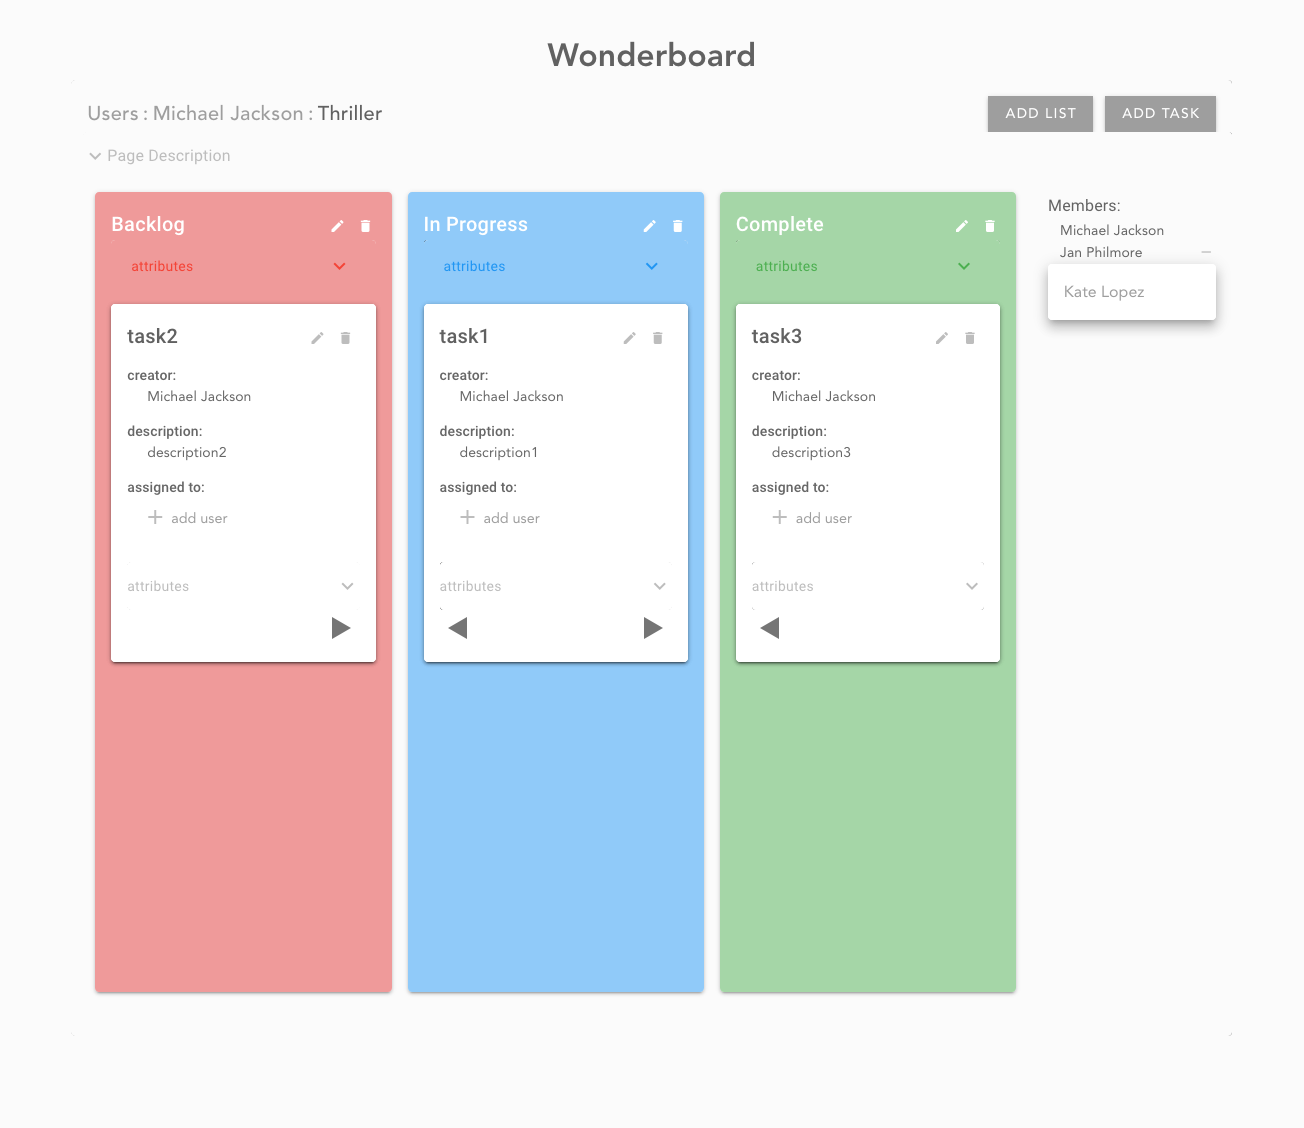 Wonderboard
Users : Michael Jackson : Thriller
ADD LIST
ADD TASK
Page Description
Backlog
attributes
task2
creator:
Michael Jackson
description:
description2
assigned to:
add user
attributes
In Progress
attributes
task1
creator:
Michael Jackson
description:
description1
assigned to:
add user
attributes
Complete
attributes
task3
creator:
Michael Jackson
description:
description3
assigned to:
add user
attributes
Members:
Michael Jackson
Jan Philmore
Kate Lopez